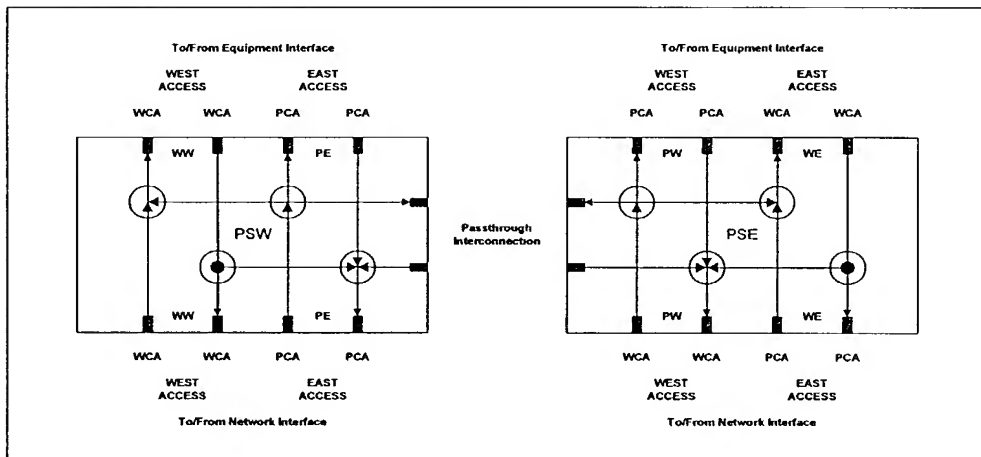 To/From Equipment Interface
WEST ACCESS
EAST ACCESS
WCA WCA PCA PCA
WW PE
PSW
WW PE
WCA WCA PCA PCA
WEST ACCESS
EAST ACCESS
To/From Network Interface
Passthrough
Interconnection
To/From Equipment Interface
WEST ACCESS
EAST ACCESS
PCA PCA WCA WCA
PW WE
PSE
PW WE
WCA WCA PCA PCA
WEST ACCESS
EAST ACCESS
To/From Network Interface